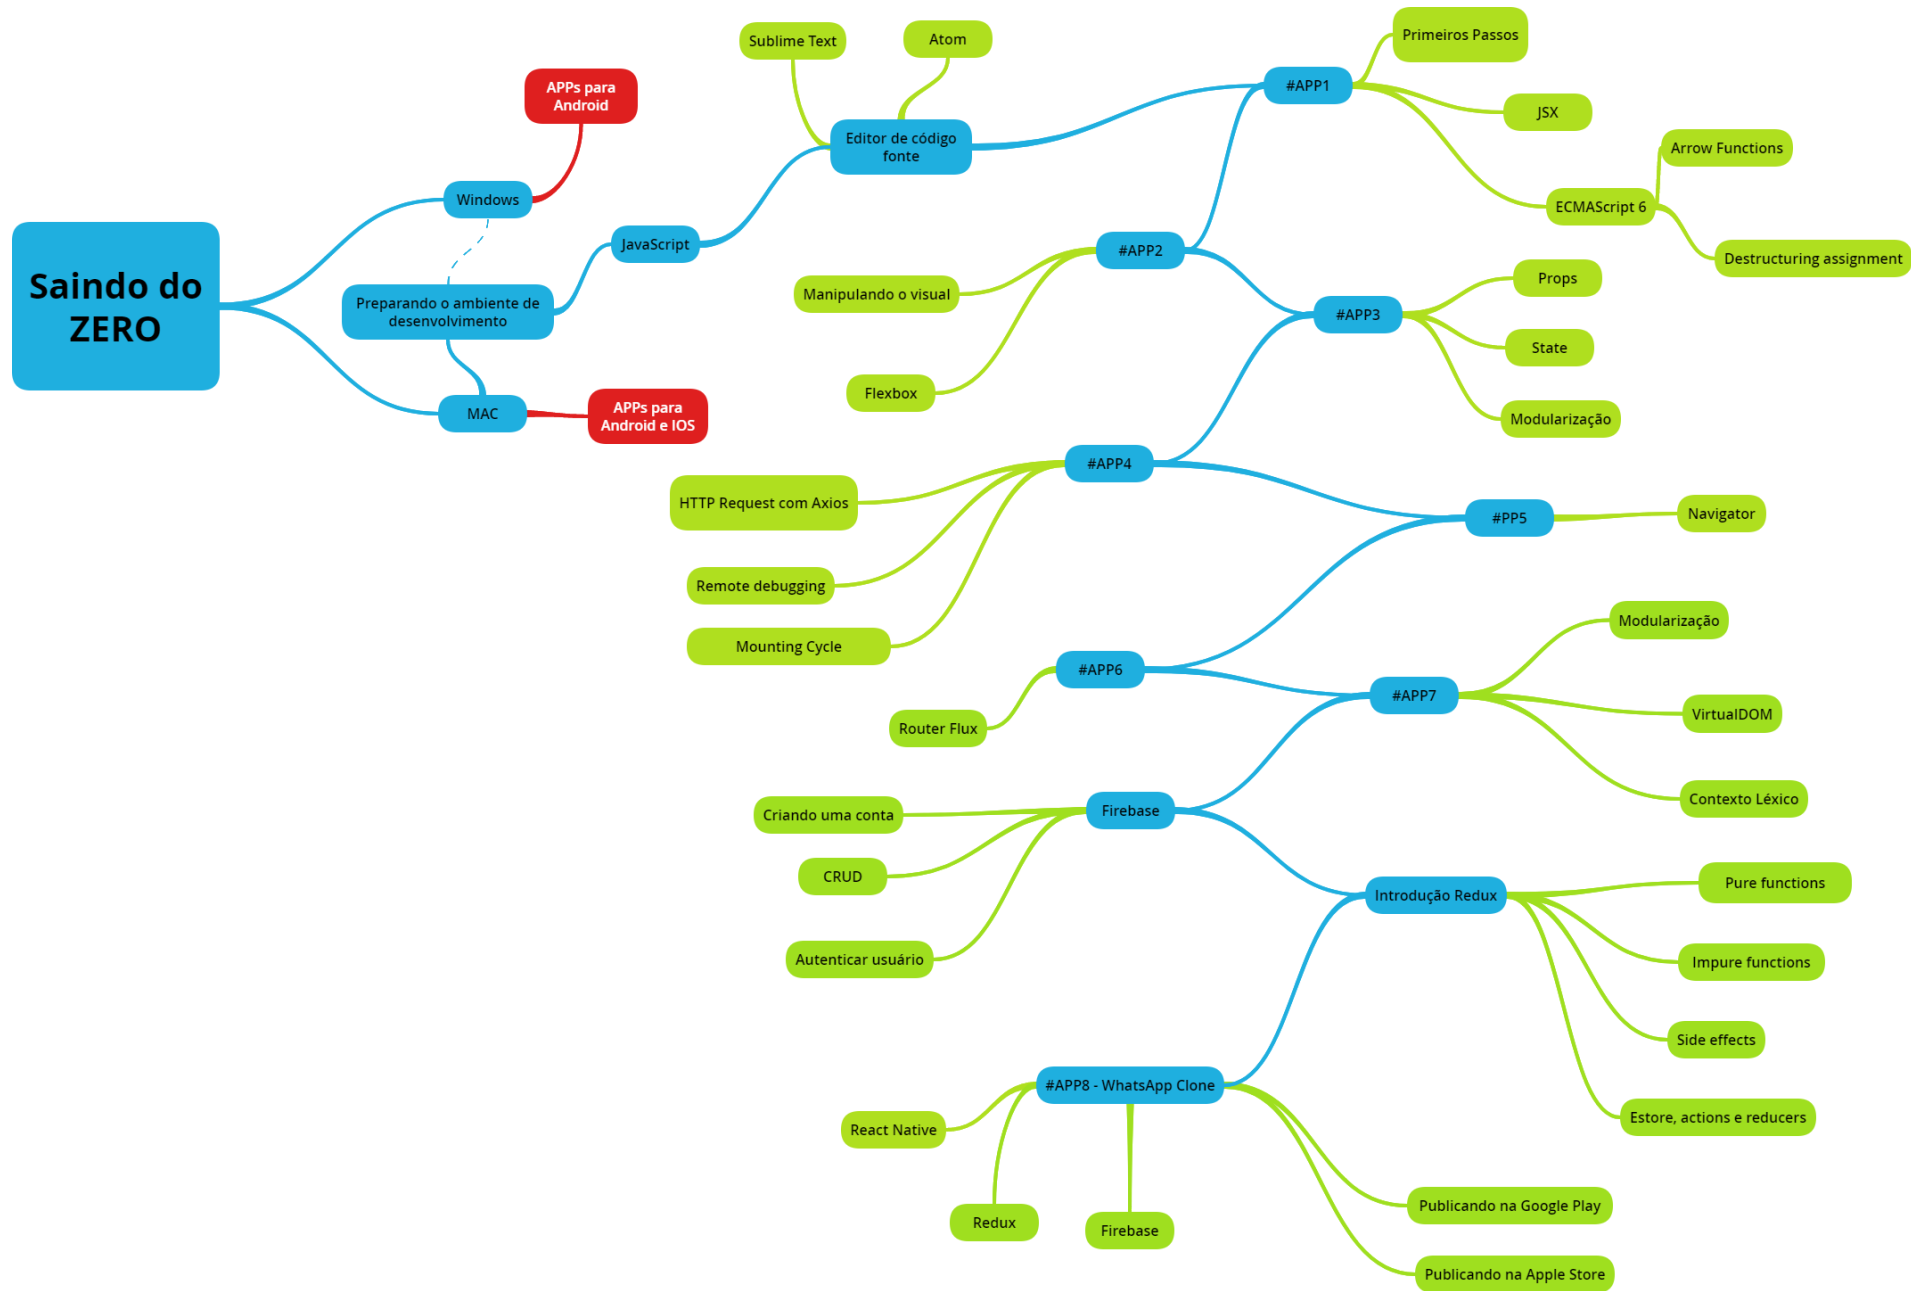 Saindo do
ZERO
Windows
APPs para
Android
Preparando o ambiente de
desenvolvimento
MAC
APPs para
Android e IOS
JavaScript
Editor de código
fonte
Sublime Text
Atom
#APP1
Primeiros Passos
JSX
ECMAScript 6
Arrow Functions
Destructuring assignment
#APP2
Manipulando o visual
Flexbox
#APP3
Props
State
Modularização
#APP4
HTTP Request com Axios
Remote debugging
Mounting Cycle
#PP5
Navigator
#APP6
Router Flux
#APP7
Modularização
VirtualDOM
Contexto Léxico
Firebase
Criando uma conta
CRUD
Autenticar usuário
Introdução Redux
Pure functions
Impure functions
Side effects
Estore, actions e reducers
#APP8 - WhatsApp Clone
React Native
Redux
Firebase
Publicando na Google Play
Publicando na Apple Store